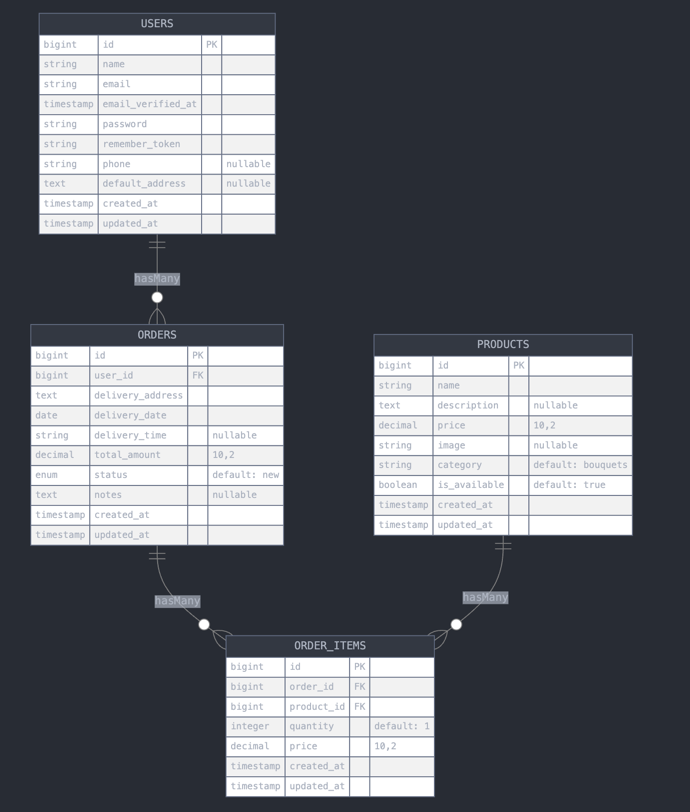 USERS
bigint id PK
string name
string email
timestamp email_verified_at
string password
string remember_token
string phone nullable
text default_address nullable
timestamp created_at
timestamp updated_at
hasMany
ORDERS
bigint id PK
bigint user_id FK
text delivery_address
date delivery_date
string delivery_time nullable
decimal total_amount 10,2
enum status default: new
text notes nullable
timestamp created_at
timestamp updated_at
PRODUCTS
bigint id PK
string name
text description nullable
decimal price 10,2
string image nullable
string category default: bouquets
boolean is_available default: true
timestamp created_at
timestamp updated_at
hasMany
hasMany
ORDER_ITEMS
bigint id PK
bigint order_id FK
bigint product_id FK
integer quantity default: 1
decimal price 10,2
timestamp created_at
timestamp updated_at